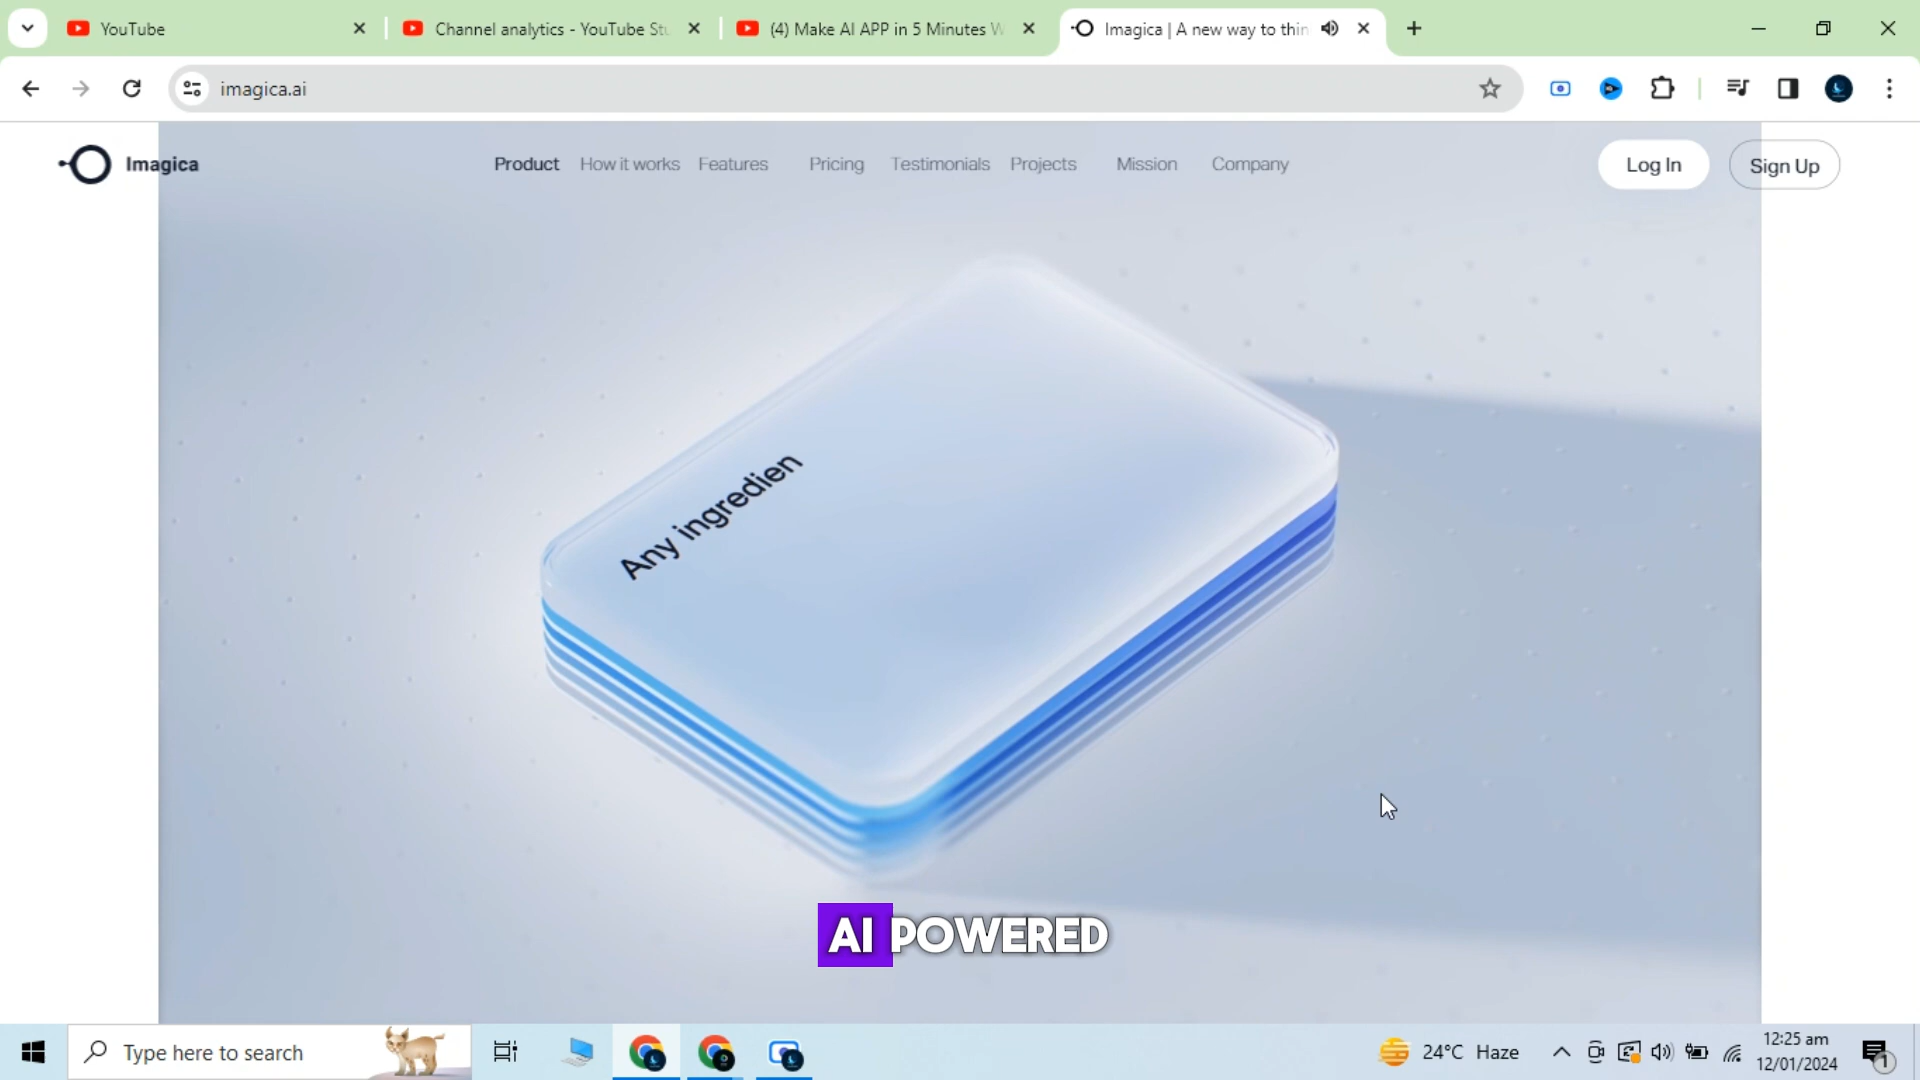 YouTube
Channel analytics - YouTube Stu
(4) Make AI APP in 5 Minutes W
Imagica | A new way to thin
imagica.ai
Imagica
Product
How it works
Features
Pricing
Testimonials
Projects
Mission
Company
Log In
Sign Up
Any ingredien
AI POWERED
Type here to search
24°C Haze
12:25 am
12/01/2024
1